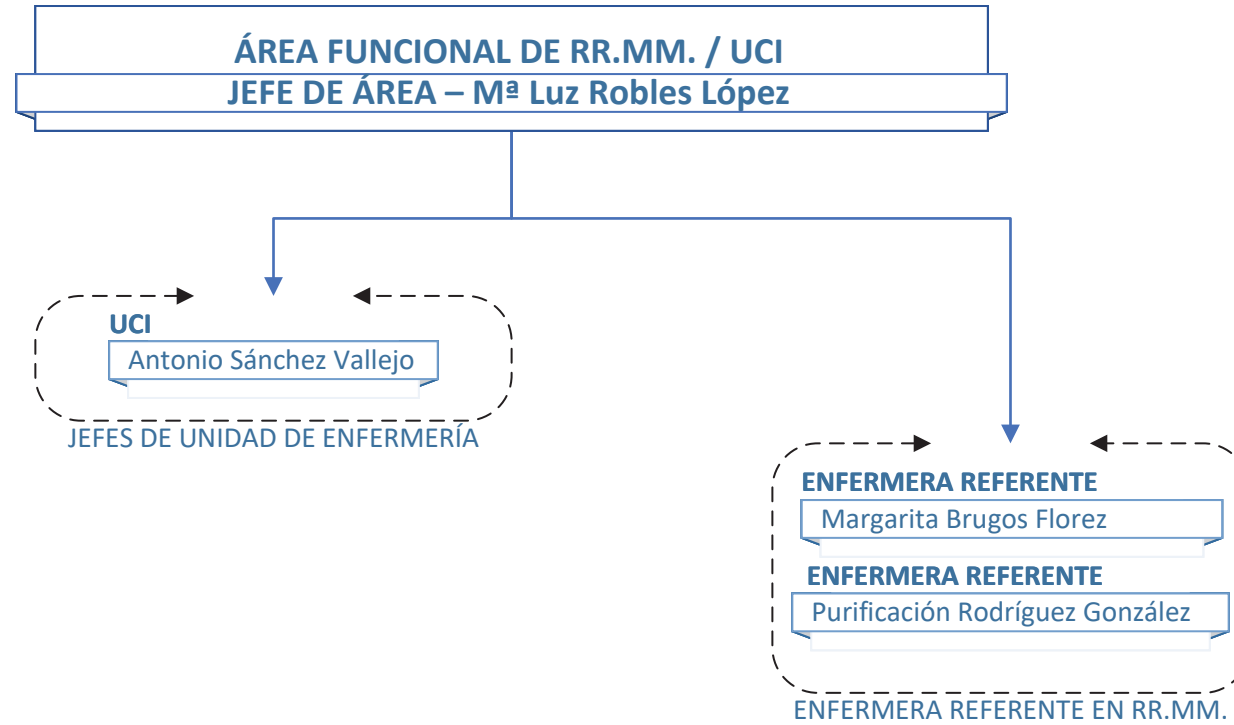 ÁREA FUNCIONAL DE RR.MM. / UCI
JEFE DE ÁREA – Mª Luz Robles López
UCI
Antonio Sánchez Vallejo
JEFES DE UNIDAD DE ENFERMERÍA
ENFERMERA REFERENTE
Margarita Brugos Florez
ENFERMERA REFERENTE
Purificación Rodríguez González
ENFERMERA REFERENTE EN RR.MM.